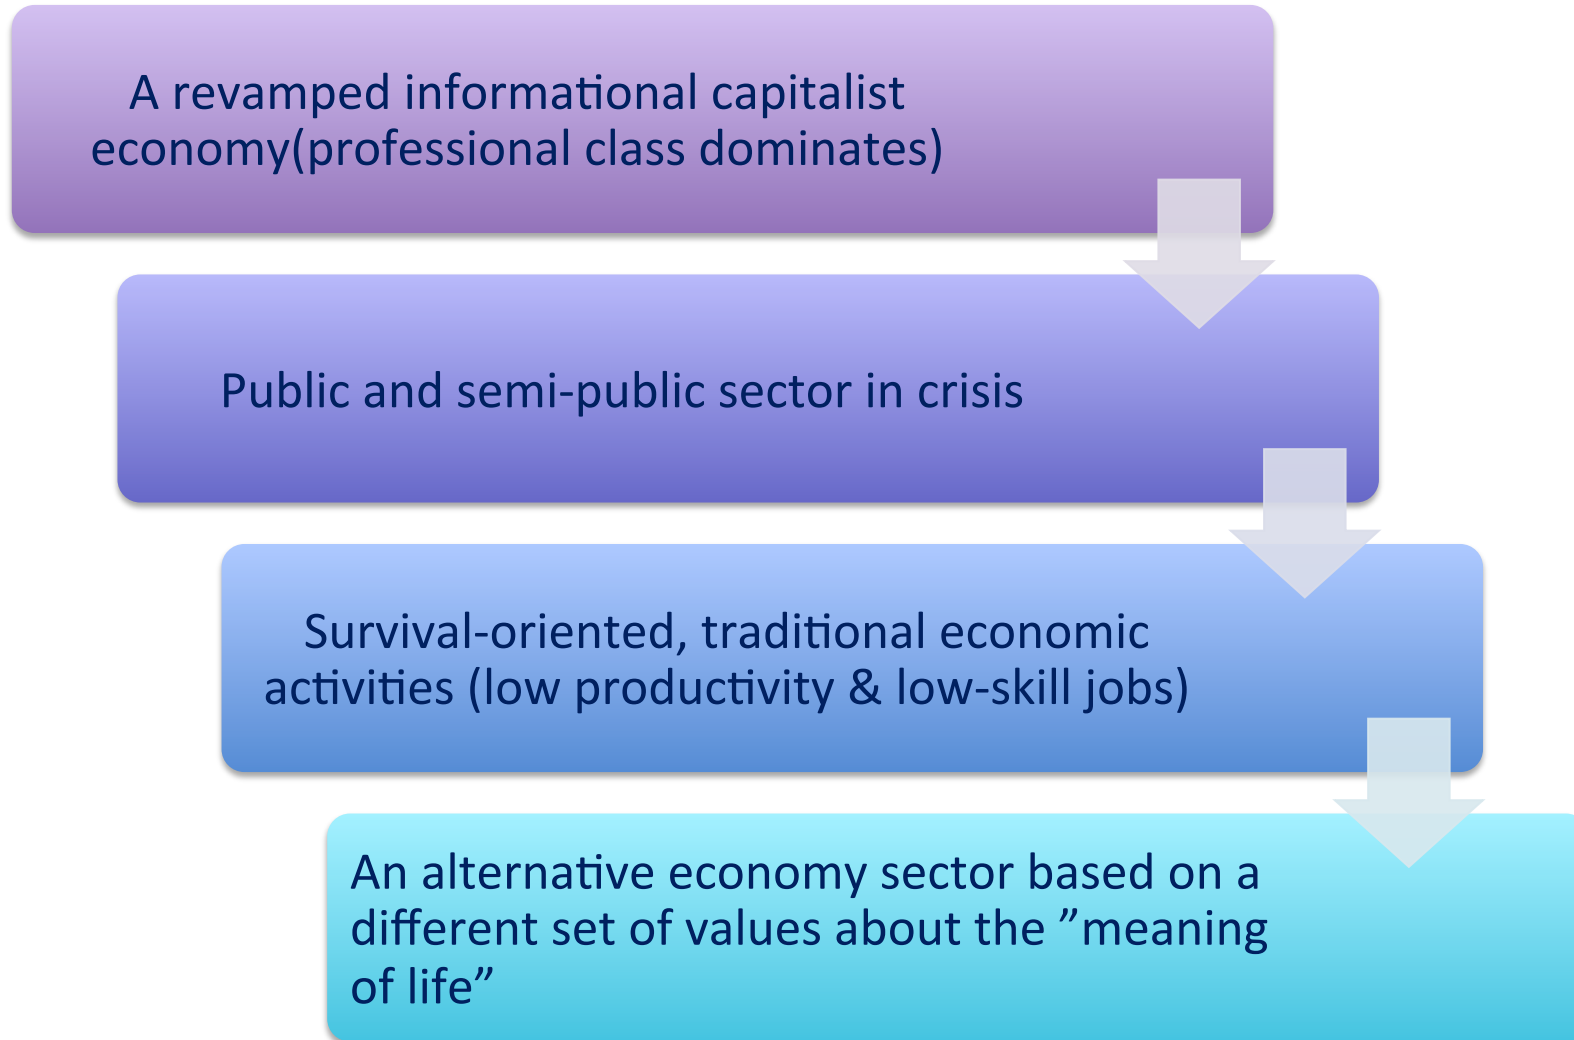 A revamped informational capitalist
economy(professional class dominates)
Public and semi-public sector in crisis
Survival-oriented, traditional economic
activities (low productivity & low-skill jobs)
An alternative economy sector based on a
different set of values about the ”meaning
of life”